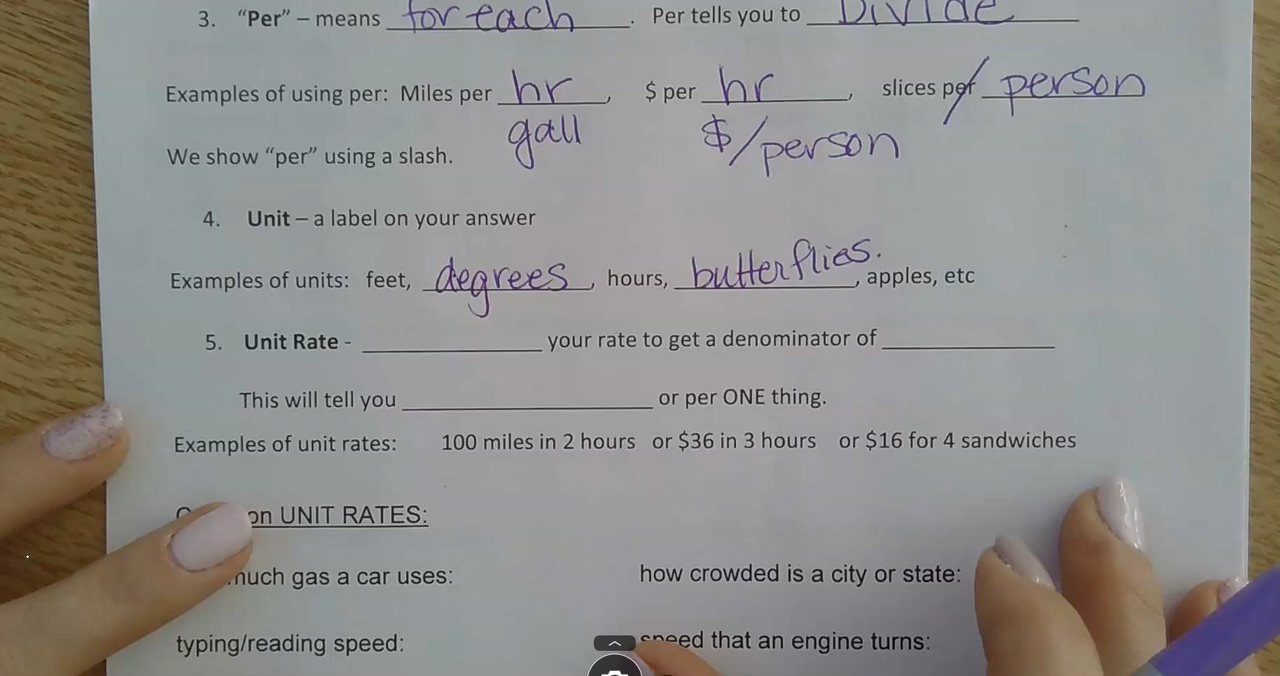 3. “Per” – means for each. Per tells you to Divide
Examples of using per: Miles per hr, $ per hr, slices per/ person
gall $/person
We show “per” using a slash.
4. Unit – a label on your answer
Examples of units: feet, degrees, hours, butterflies., apples, etc
5. Unit Rate - ____ your rate to get a denominator of ____
This will tell you ____ or per ONE thing.
Examples of unit rates: 100 miles in 2 hours or $36 in 3 hours or $16 for 4 sandwiches
on UNIT RATES:
much gas a car uses: how crowded is a city or state:
typing/reading speed: speed that an engine turns: